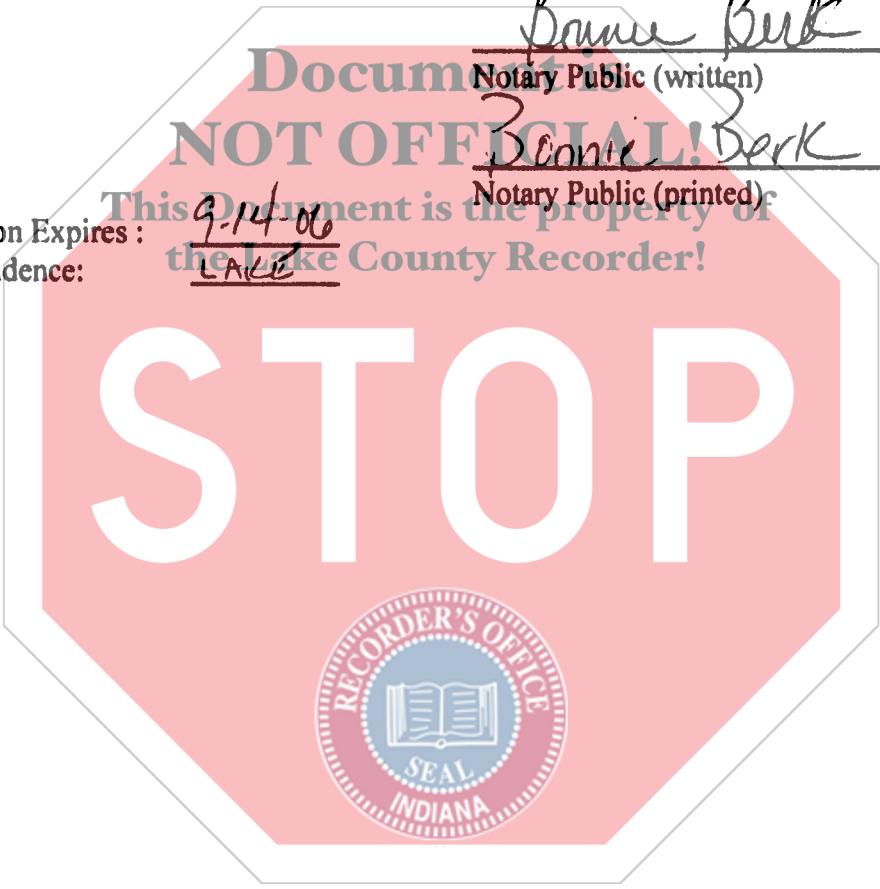 Bonnie Berk
Document is
Notary Public (written)
NOT OFFICIAL!
Bonnie Berk
This Document is the property of
Notary Public (printed)
on Expires : 9-14-06
the Lake County Recorder!
dence: LAKE
STOP
RECORDER'S OFFICE
SEAL
INDIANA